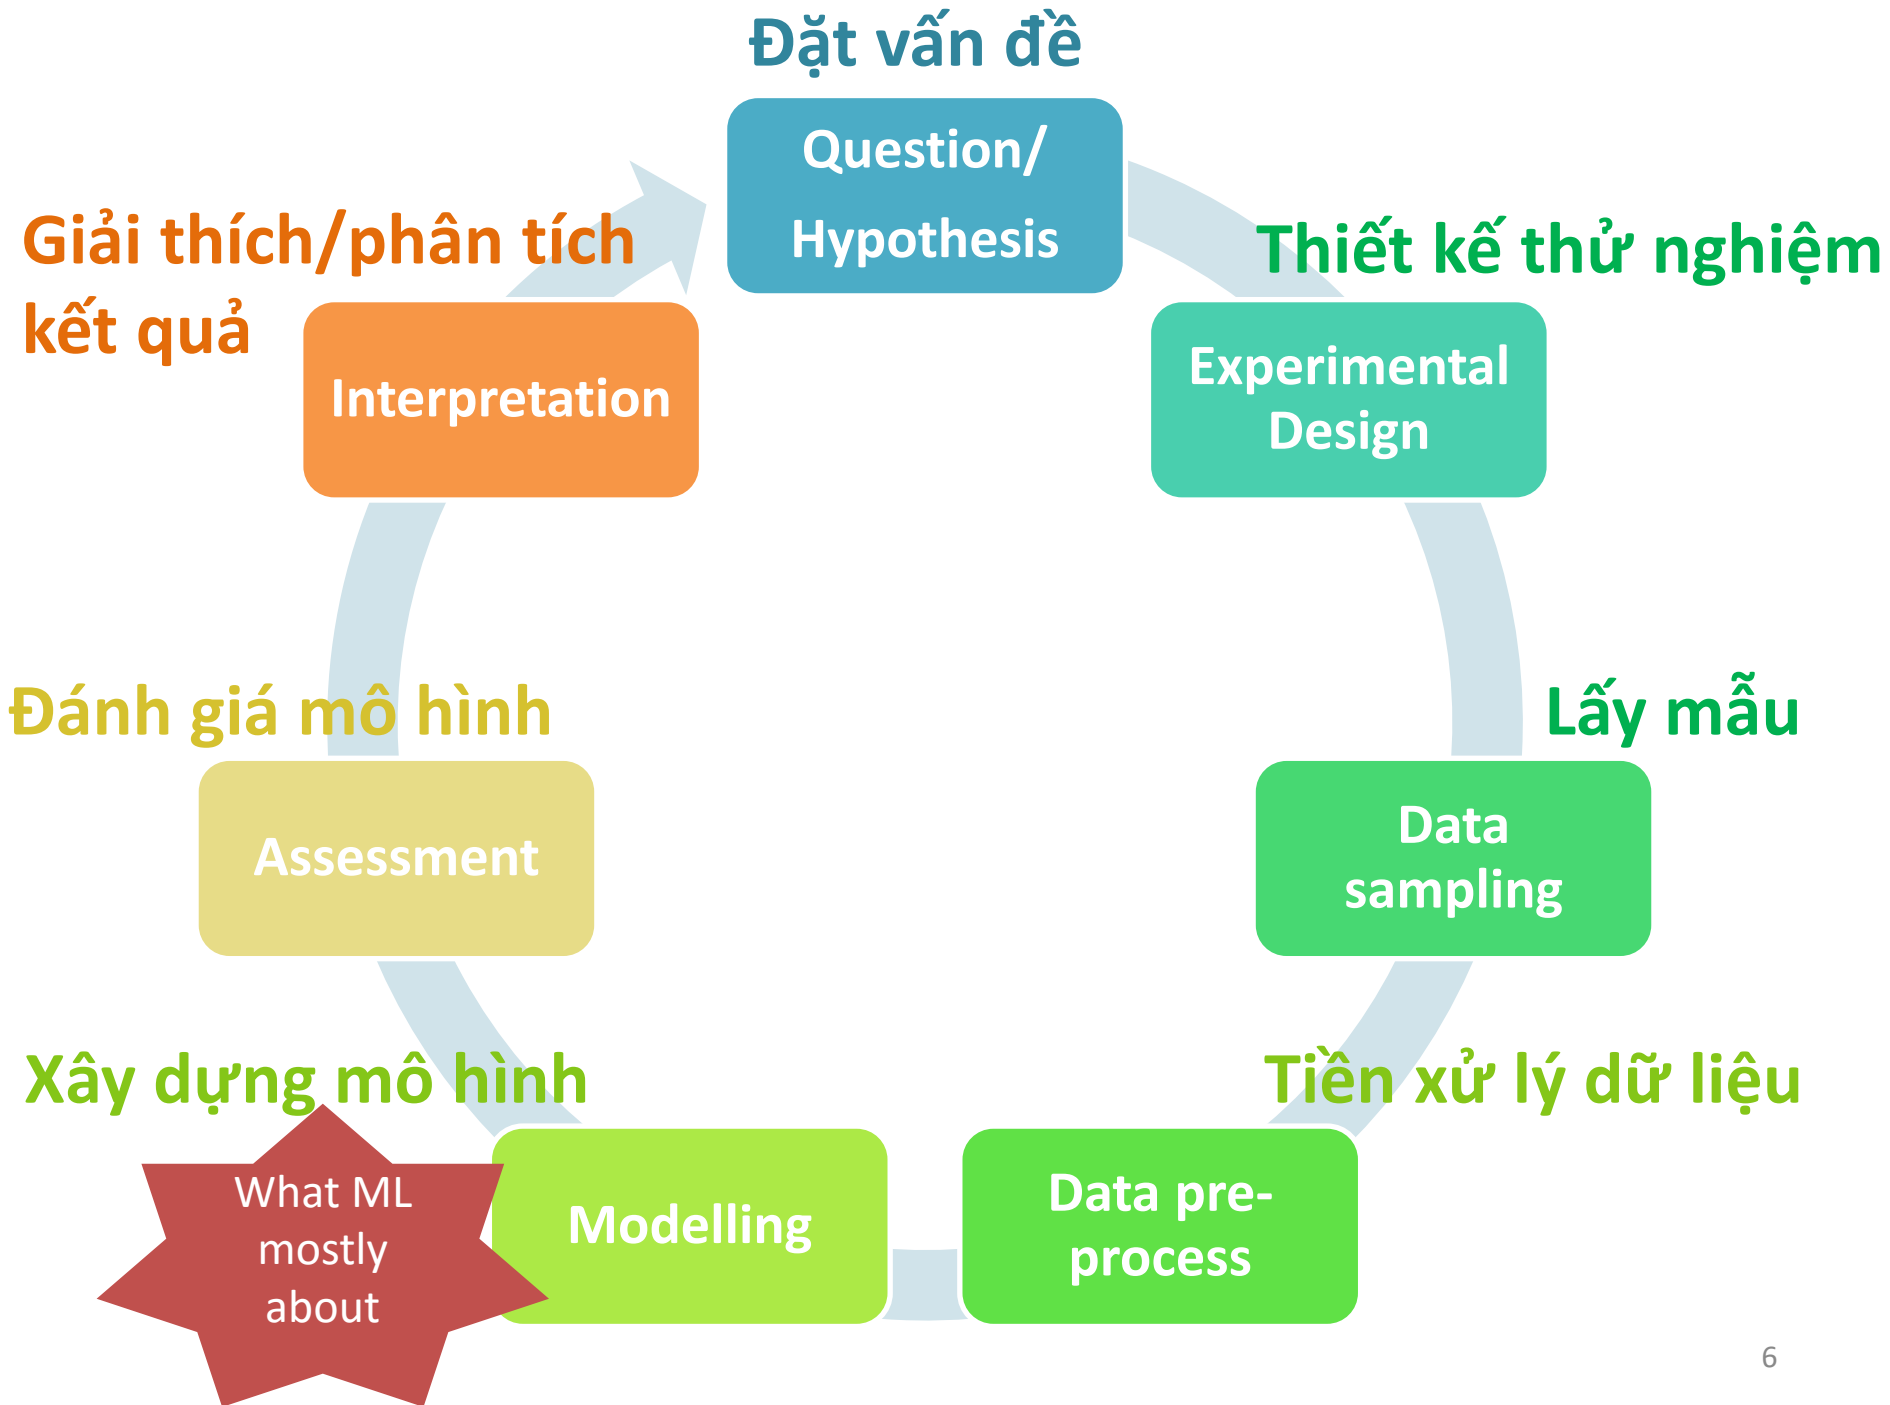 Đặt vấn đề
Question/
Hypothesis
Thiết kế thử nghiệm
Experimental
Design
Lấy mẫu
Data
sampling
Tiền xử lý dữ liệu
Data pre-
process
Xây dựng mô hình
Modelling
What ML
mostly
about
Đánh giá mô hình
Assessment
Giải thích/phân tích
kết quả
Interpretation
6